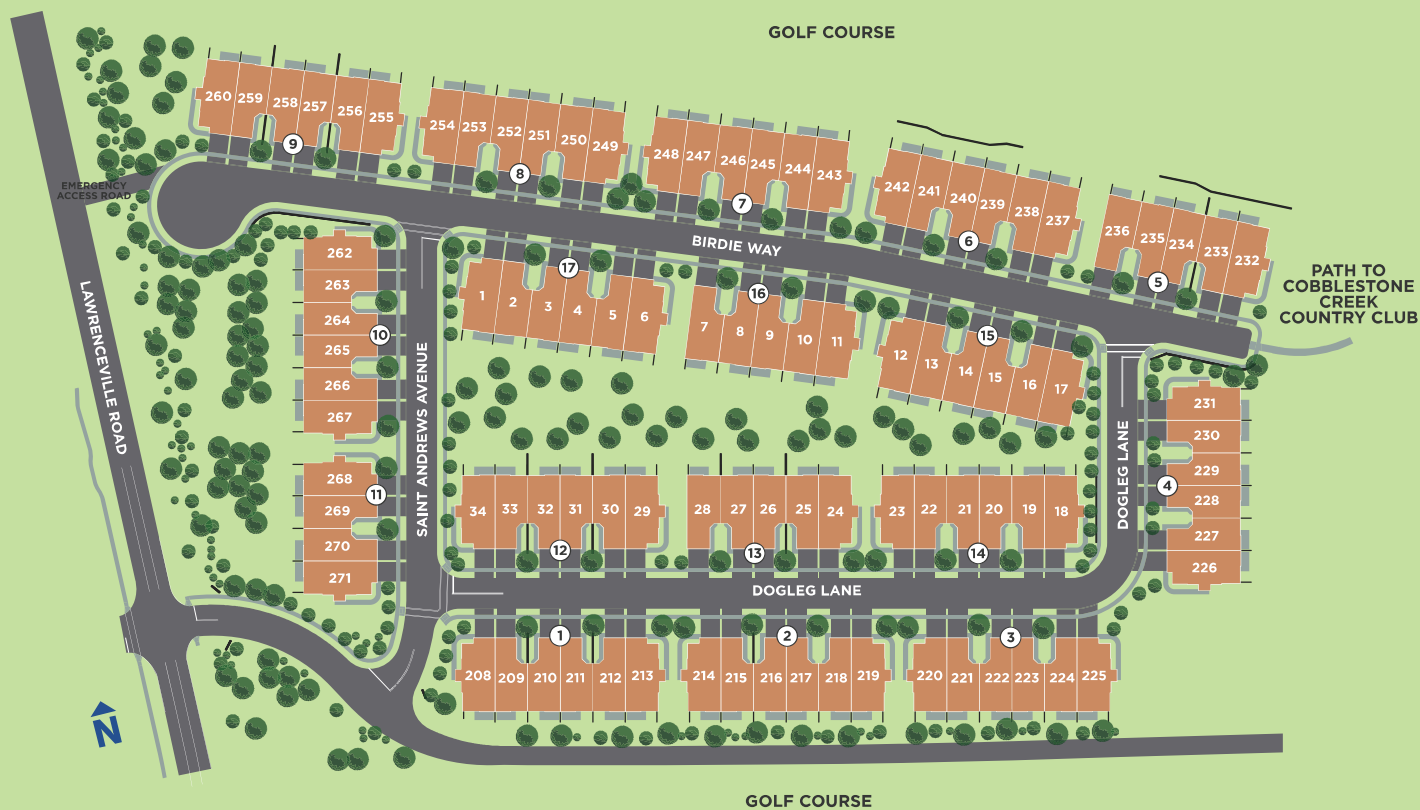 GOLF COURSE
260 259 258 257 256 255
9
254 253 252 251 250 249
8
248 247 246 245 244 243
7
242 241 240 239 238 237
6
236 235 234 233 232
5
EMERGENCY
ACCESS ROAD
BIRDIE WAY
PATH TO
COBBLESTONE
CREEK
COUNTRY CLUB
LAWRENCEVILLE ROAD
262
263
264
10
265
266
267
268
11
269
270
271
SAINT ANDREWS AVENUE
17
1 2 3 4 5 6
16
7 8 9 10 11
15
12 13 14 15 16 17
34 33 32 31 30 29
12
28 27 26 25 24
13
23 22 21 20 19 18
14
DOGLEG LANE
231
230
229
4
228
227
226
DOGLEG LANE
1
208 209 210 211 212 213
2
214 215 216 217 218 219
3
220 221 222 223 224 225
N
GOLF COURSE